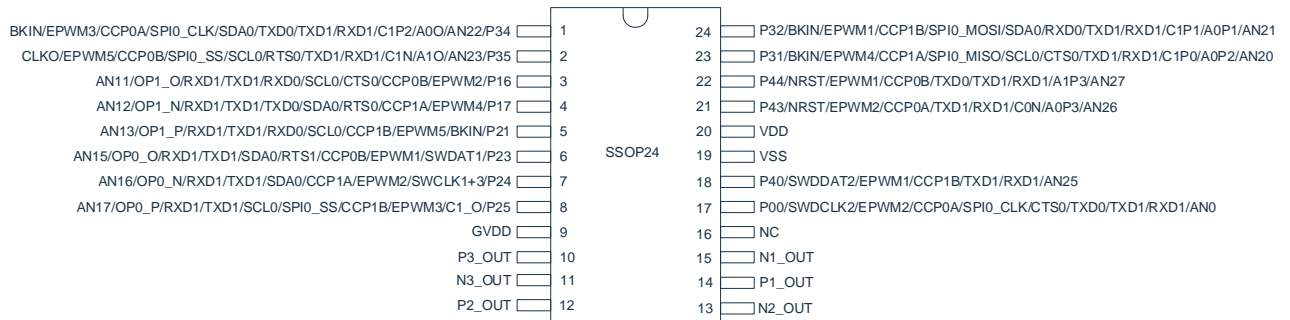 BKIN/EPWM3/CCP0A/SPI0_CLK/SDA0/TXD0/TXD1/RXD1/C1P2/A0O/AN22/P34 1 24 P32/BKIN/EPWM1/CCP1B/SPI0_MOSI/SDA0/RXD0/TXD1/RXD1/C1P1/A0P1/AN21
CLKO/EPWM5/CCP0B/SPI0_SS/SCL0/RTS0/TXD1/RXD1/C1N/A1O/AN23/P35 2 23 P31/BKIN/EPWM4/CCP1A/SPI0_MISO/SCL0/CTS0/TXD1/RXD1/C1P0/A0P2/AN20
AN11/OP1_O/RXD1/TXD1/RXD0/SCL0/CTS0/CCP0B/EPWM2/P16 3 22 P44/NRST/EPWM1/CCP0B/TXD0/TXD1/RXD1/A1P3/AN27
AN12/OP1_N/RXD1/TXD1/TXD0/SDA0/RTS0/CCP1A/EPWM4/P17 4 21 P43/NRST/EPWM2/CCP0A/TXD1/RXD1/C0N/A0P3/AN26
AN13/OP1_P/RXD1/TXD1/RXD0/SCL0/CCP1B/EPWM5/BKIN/P21 5 20 VDD
AN15/OP0_O/RXD1/TXD1/SDA0/RTS1/CCP0B/EPWM1/SWDAT1/P23 6 SSOP24 19 VSS
AN16/OP0_N/RXD1/TXD1/SDA0/CCP1A/EPWM2/SWCLK1+3/P24 7 18 P40/SWDDAT2/EPWM1/CCP1B/TXD1/RXD1/AN25
AN17/OP0_P/RXD1/TXD1/SCL0/SPI0_SS/CCP1B/EPWM3/C1_O/P25 8 17 P00/SWDCLK2/EPWM2/CCP0A/SPI0_CLK/CTS0/TXD0/TXD1/RXD1/AN0
GVDD 9 16 NC
P3_OUT 10 15 N1_OUT
N3_OUT 11 14 P1_OUT
P2_OUT 12 13 N2_OUT